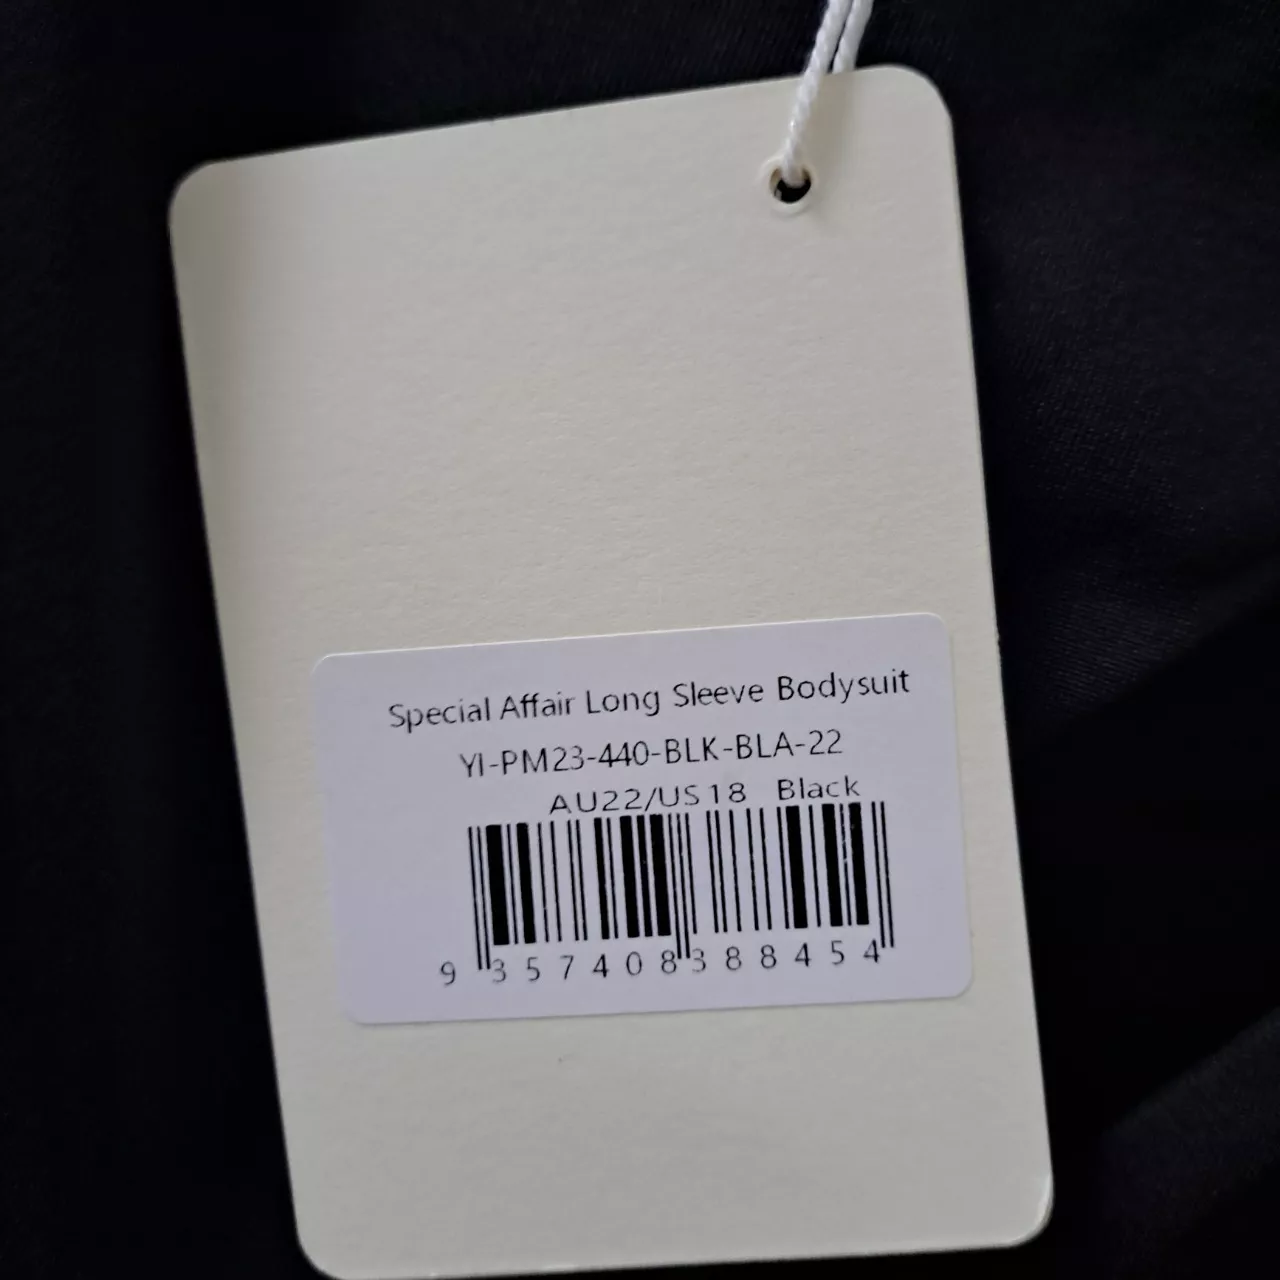 Special Affair Long Sleeve Bodysuit
YI-PM23-440-BLK-BLA-22
AU22/US18 Black
9 357408 388454